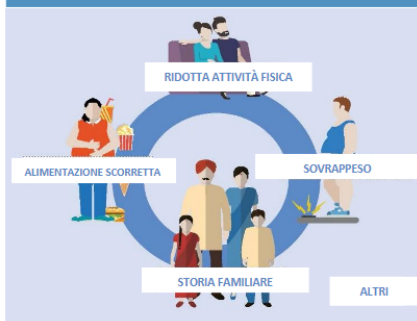 RIDOTTA ATTIVITÀ FISICA
ALIMENTAZIONE SCORRETTA
SOVRAPPESO
STORIA FAMILIARE
ALTRI